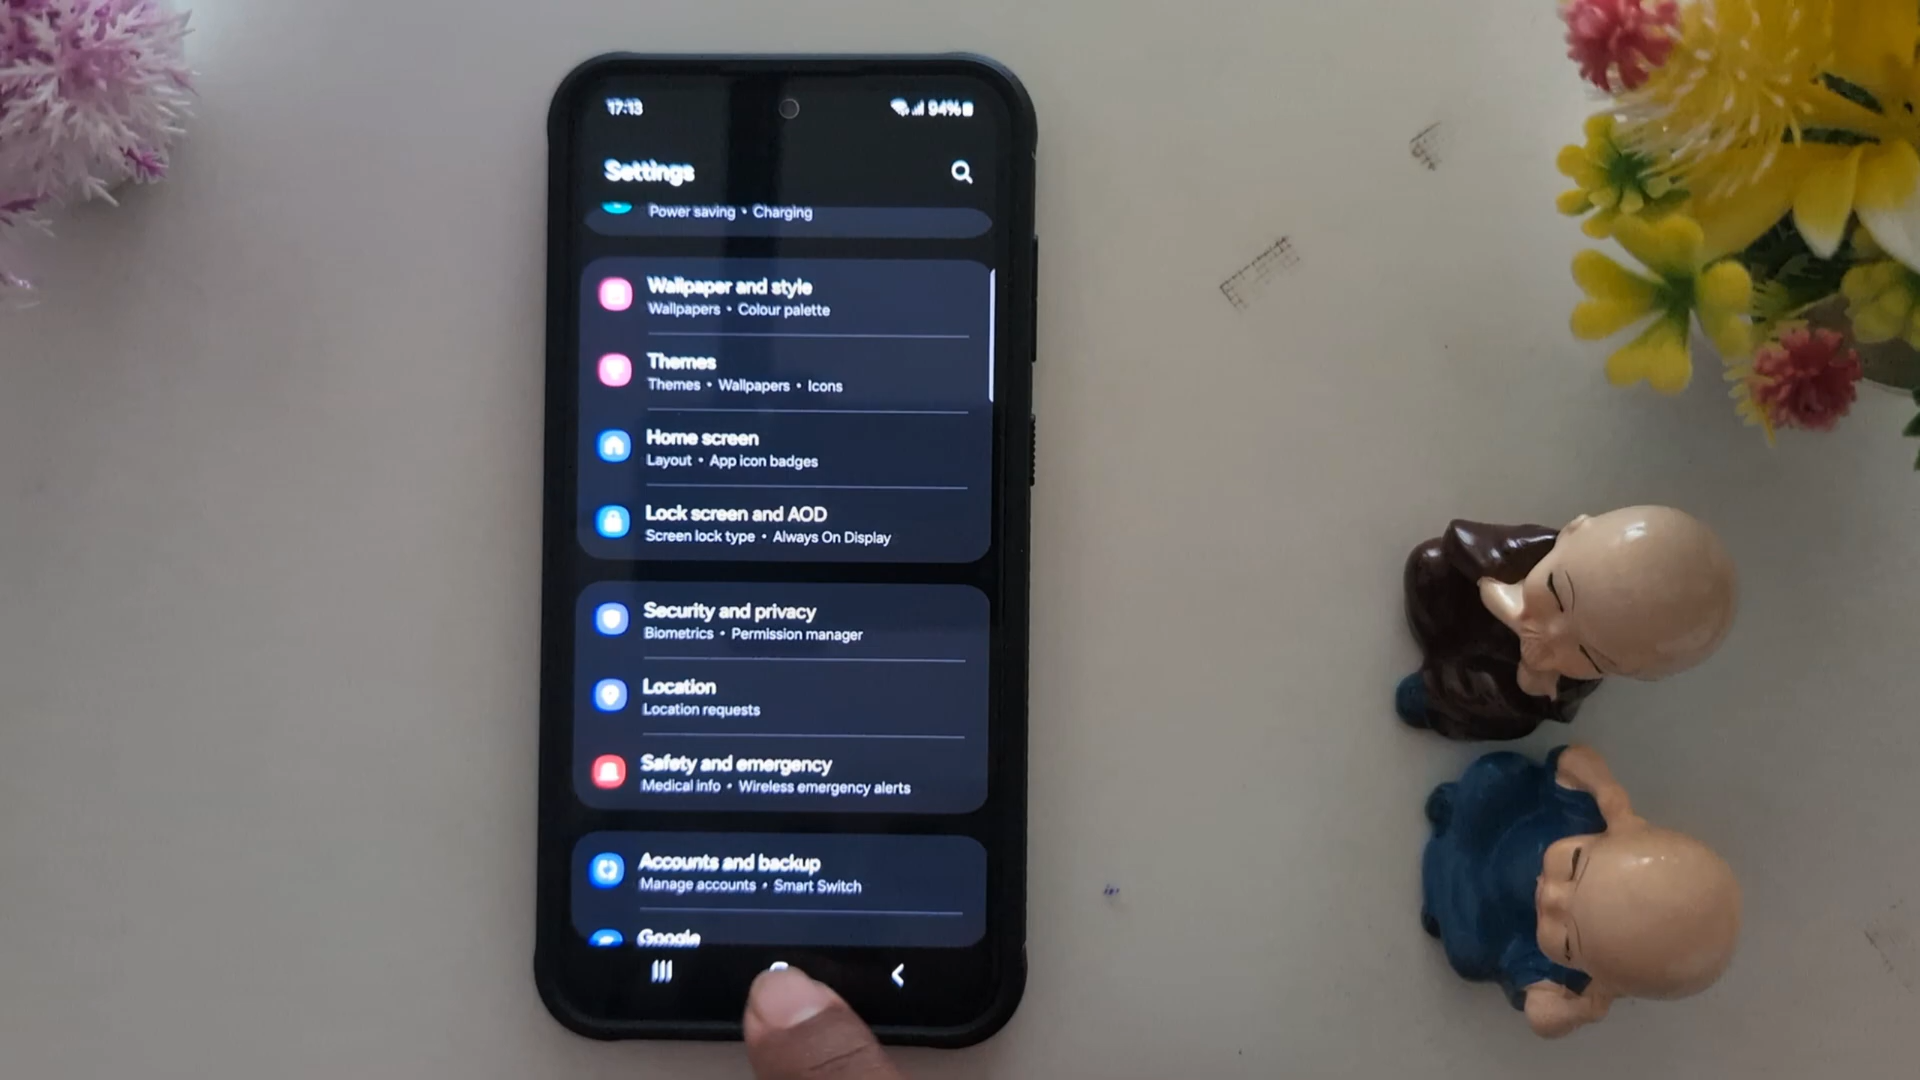 17:13
94%
Settings
Power saving • Charging
Wallpaper and style
Wallpapers • Colour palette
Themes
Themes • Wallpapers • Icons
Home screen
Layout • App icon badges
Lock screen and AOD
Screen lock type • Always On Display
Security and privacy
Biometrics • Permission manager
Location
Location requests
Safety and emergency
Medical info • Wireless emergency alerts
Accounts and backup
Manage accounts • Smart Switch
Google